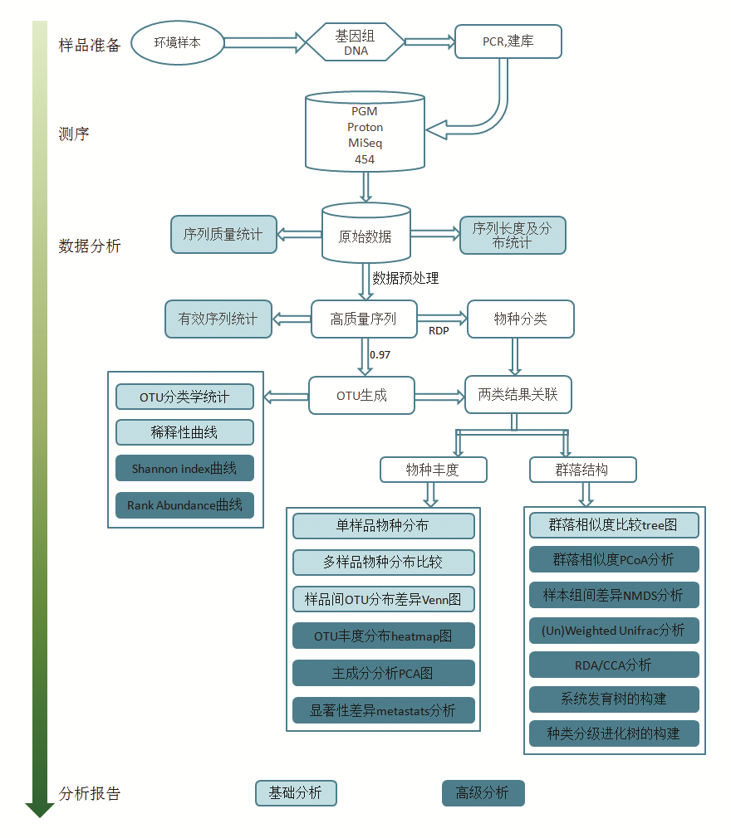 样品准备
环境样本
基因组
DNA
PCR,建库
测序
PGM
Proton
MiSeq
454
数据分析
序列质量统计
原始数据
序列长度及分
布统计
数据预处理
有效序列统计
高质量序列
RDP
物种分类
0.97
OTU分类学统计
OTU生成
两类结果关联
稀释性曲线
Shannon index曲线
Rank Abundance曲线
物种丰度
群落结构
单样品物种分布
多样品物种分布比较
样品间OTU分布差异Venn图
OTU丰度分布heatmap图
主成分分析PCA图
显著性差异metastats分析
群落相似度比较tree图
群落相似度PCoA分析
样本组间差异NMDS分析
(Un)Weighted Unifrac分析
RDA/CCA分析
系统发育树的构建
种类分级进化树的构建
分析报告
基础分析
高级分析